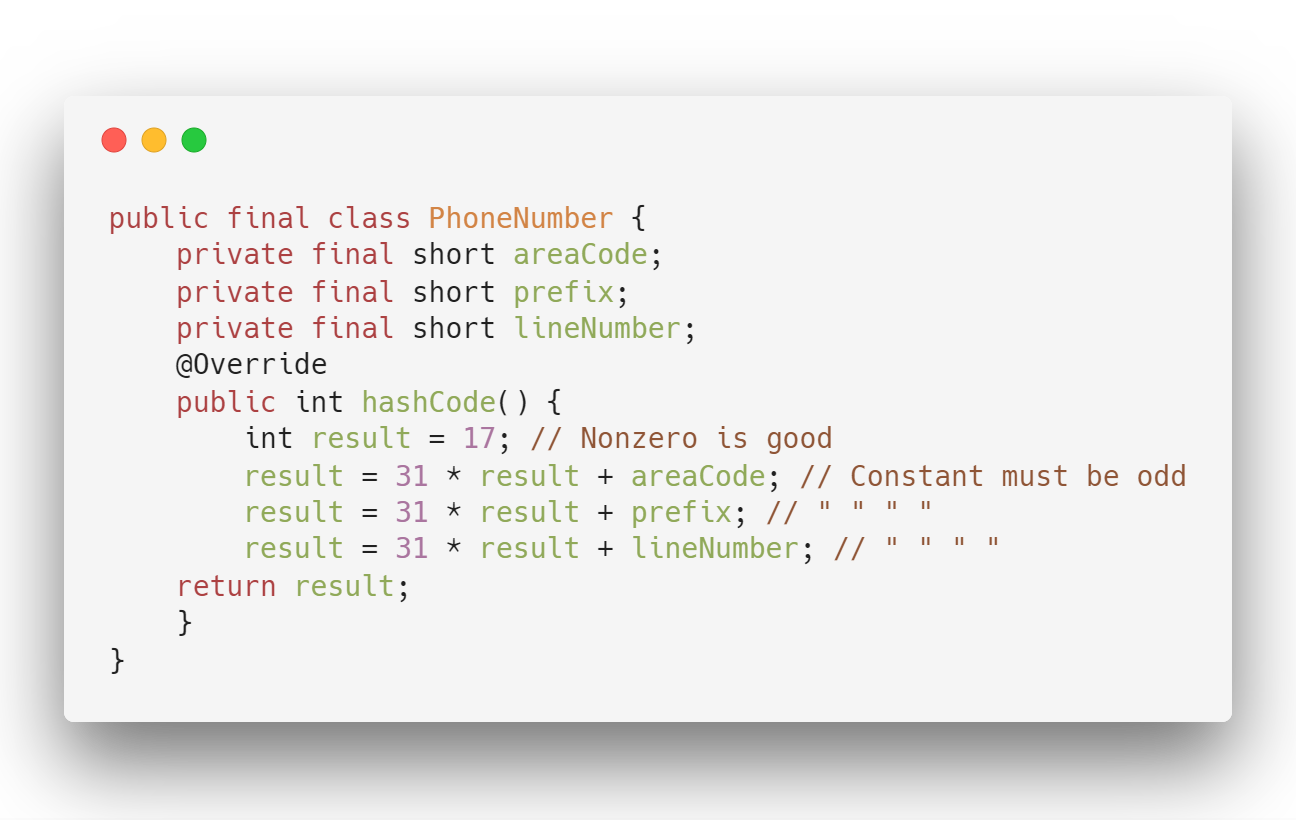 public final class PhoneNumber {
    private final short areaCode;
    private final short prefix;
    private final short lineNumber;
    @Override
    public int hashCode() {
        int result = 17; // Nonzero is good
        result = 31 * result + areaCode; // Constant must be odd
        result = 31 * result + prefix; // " " " "
        result = 31 * result + lineNumber; // " " " "
    return result;
    }
}